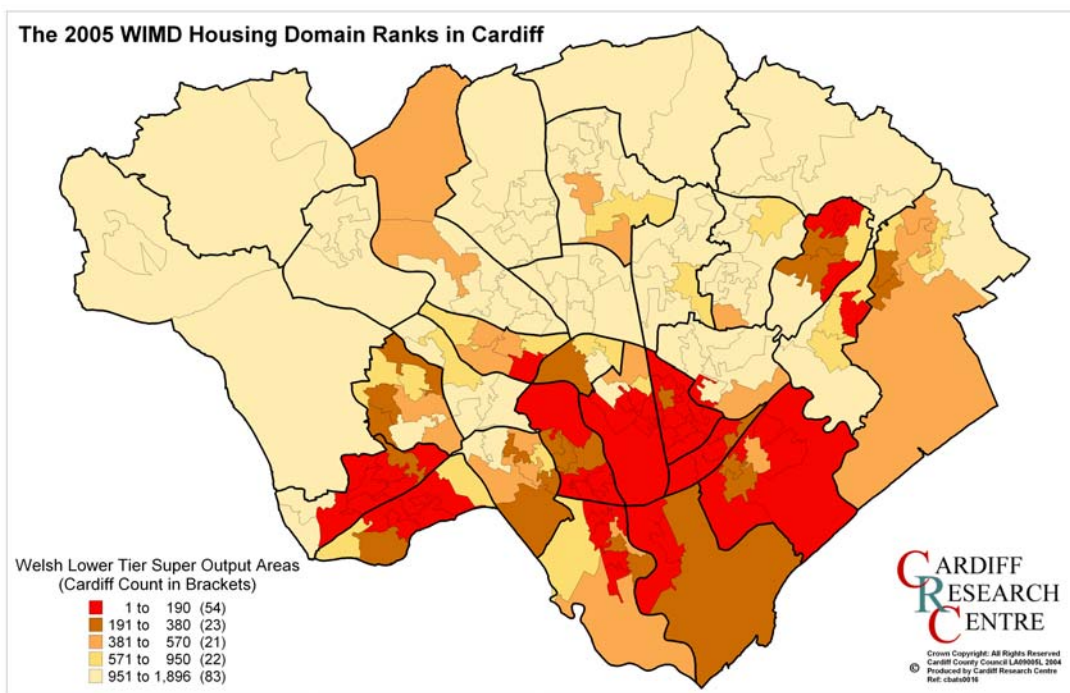 The 2005 WIMD Housing Domain Ranks in Cardiff
Welsh Lower Tier Super Output Areas
(Cardiff Count in Brackets)
1 to 190 (54)
191 to 380 (23)
381 to 570 (21)
571 to 950 (22)
951 to 1,896 (83)
CARDIFF
RESEARCH
CENTRE
Crown Copyright: All Rights Reserved
Cardiff County Council LA09005L 2004
© Produced by Cardiff Research Centre
Ref: cbats0016